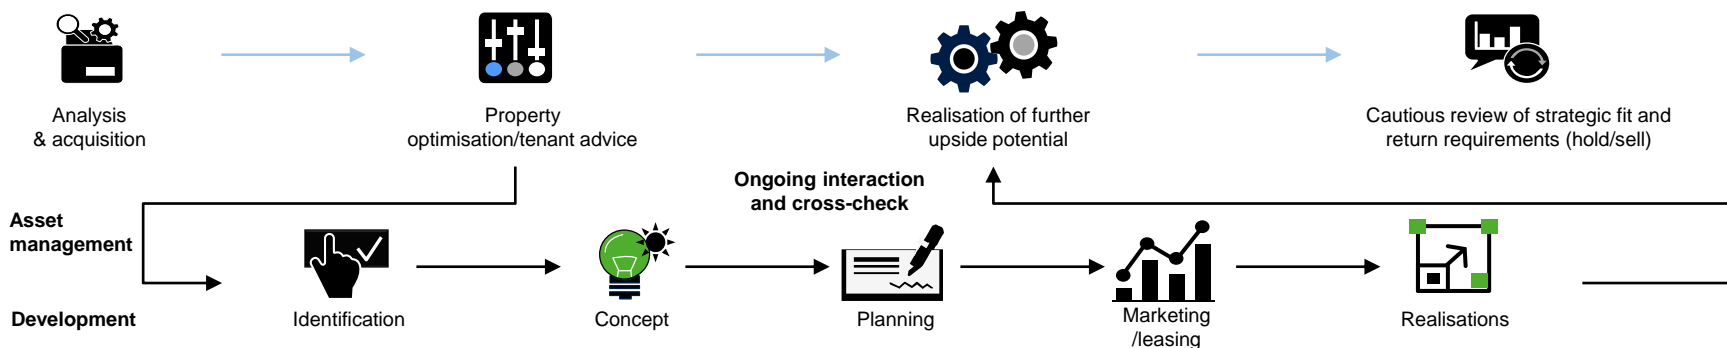 Analysis
& acquisition
Property
optimisation/tenant advice
Realisation of further
upside potential
Cautious review of strategic fit and
return requirements (hold/sell)
Ongoing interaction
and cross-check
Asset
management
Development
Identification
Concept
Planning
Marketing
/leasing
Realisations